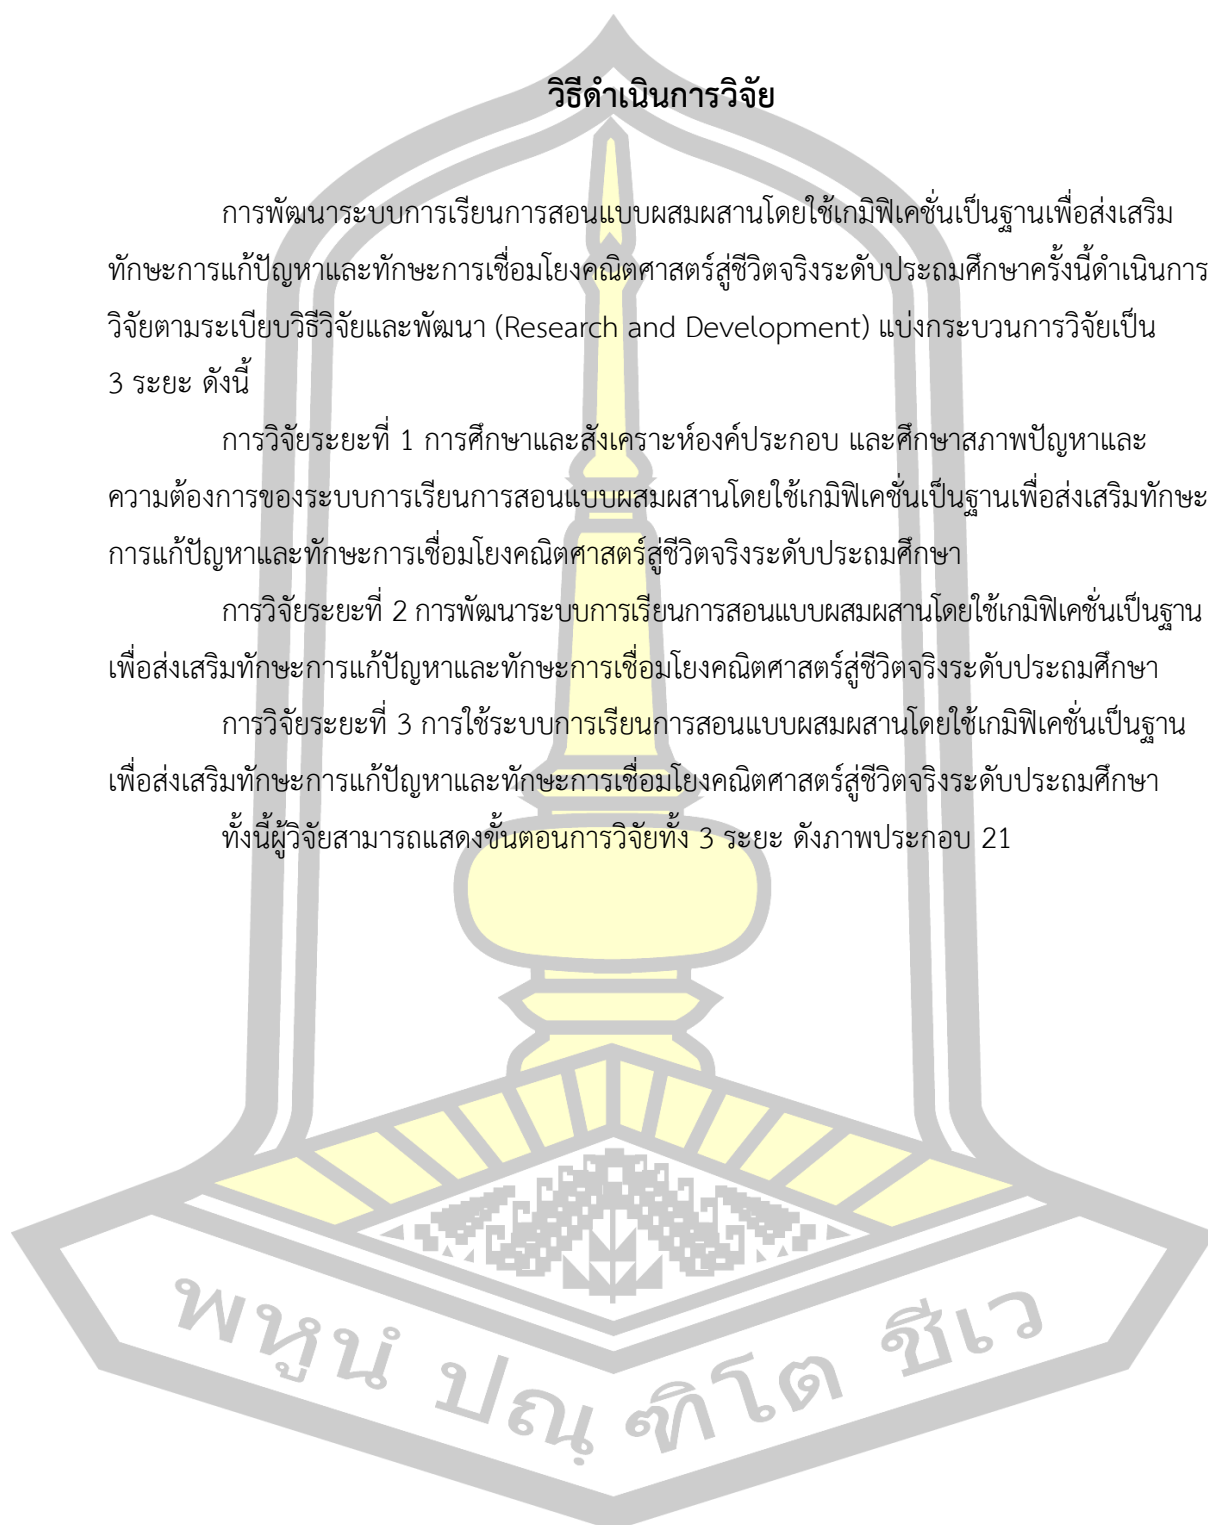 วิธีดำเนินการวิจัย
การพัฒนาระบบการเรียนการสอนแบบผสมผสานโดยใช้เกมิฟิเคชั่นเป็นฐานเพื่อส่งเสริม
ทักษะการแก้ปัญหาและทักษะการเชื่อมโยงคณิตศาสตร์สู่ชีวิตจริงระดับประถมศึกษาครั้งนี้ดำเนินการ
วิจัยตามระเบียบวิธีวิจัยและพัฒนา (Research and Development) แบ่งกระบวนการวิจัยเป็น
3 ระยะ ดังนี้
การวิจัยระยะที่ 1 การศึกษาและสังเคราะห์องค์ประกอบ และศึกษาสภาพปัญหาและ
ความต้องการของระบบการเรียนการสอนแบบผสมผสานโดยใช้เกมิฟิเคชั่นเป็นฐานเพื่อส่งเสริมทักษะ
การแก้ปัญหาและทักษะการเชื่อมโยงคณิตศาสตร์สู่ชีวิตจริงระดับประถมศึกษา
การวิจัยระยะที่ 2 การพัฒนาระบบการเรียนการสอนแบบผสมผสานโดยใช้เกมิฟิเคชั่นเป็นฐาน
เพื่อส่งเสริมทักษะการแก้ปัญหาและทักษะการเชื่อมโยงคณิตศาสตร์สู่ชีวิตจริงระดับประถมศึกษา
การวิจัยระยะที่ 3 การใช้ระบบการเรียนการสอนแบบผสมผสานโดยใช้เกมิฟิเคชั่นเป็นฐาน
เพื่อส่งเสริมทักษะการแก้ปัญหาและทักษะการเชื่อมโยงคณิตศาสตร์สู่ชีวิตจริงระดับประถมศึกษา
ทั้งนี้ผู้วิจัยสามารถแสดงขั้นตอนการวิจัยทั้ง 3 ระยะ ดังภาพประกอบ 21
พหูนํ ปณฺฑิโต ชีเว